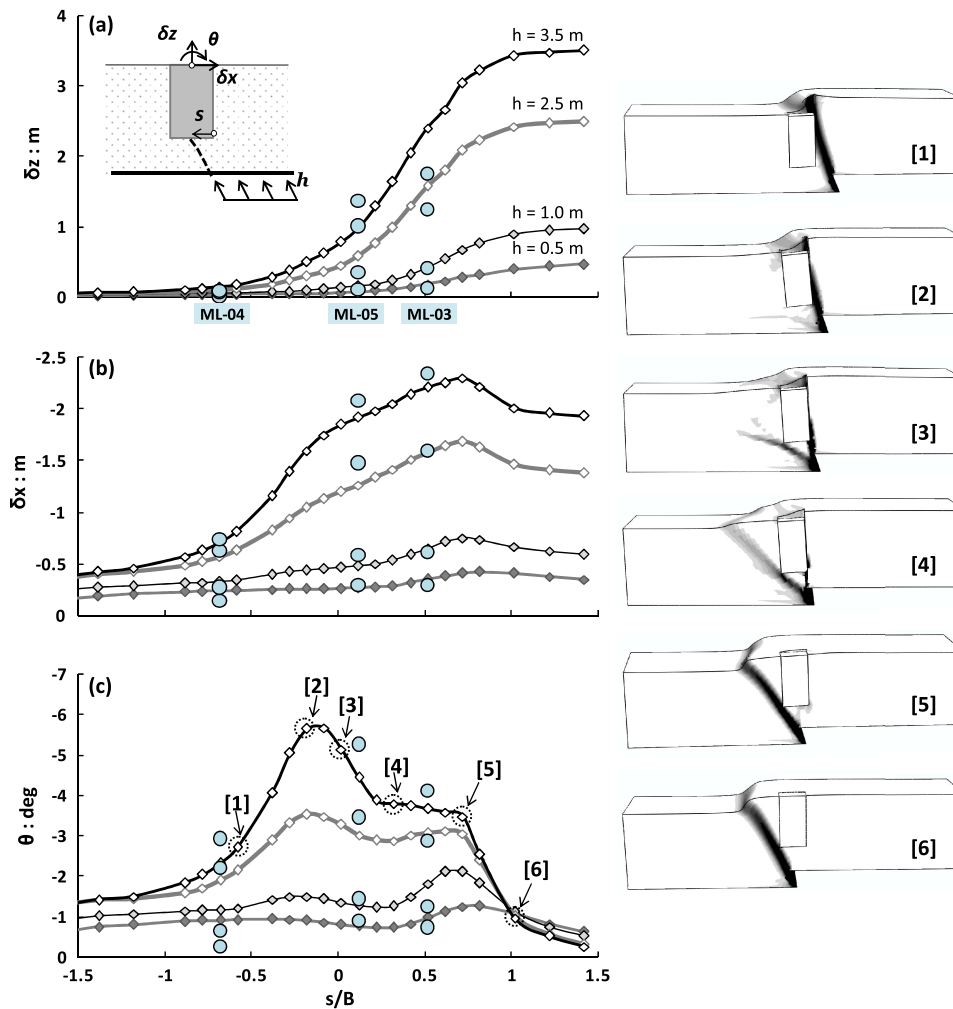 (a)
δz
θ
δx
s
h
δz : m
4
3
2
1
0
h = 3.5 m
h = 2.5 m
h = 1.0 m
h = 0.5 m
ML-04
ML-05
ML-03
(b)
δx : m
-2.5
-2
-1.5
-1
-0.5
0
(c)
θ : deg
-7
-6
-5
-4
-3
-2
-1
0
[1]
[2]
[3]
[4]
[5]
[6]
-1.5
-1
-0.5
0
0.5
1
1.5
s/B
[1]
[2]
[3]
[4]
[5]
[6]